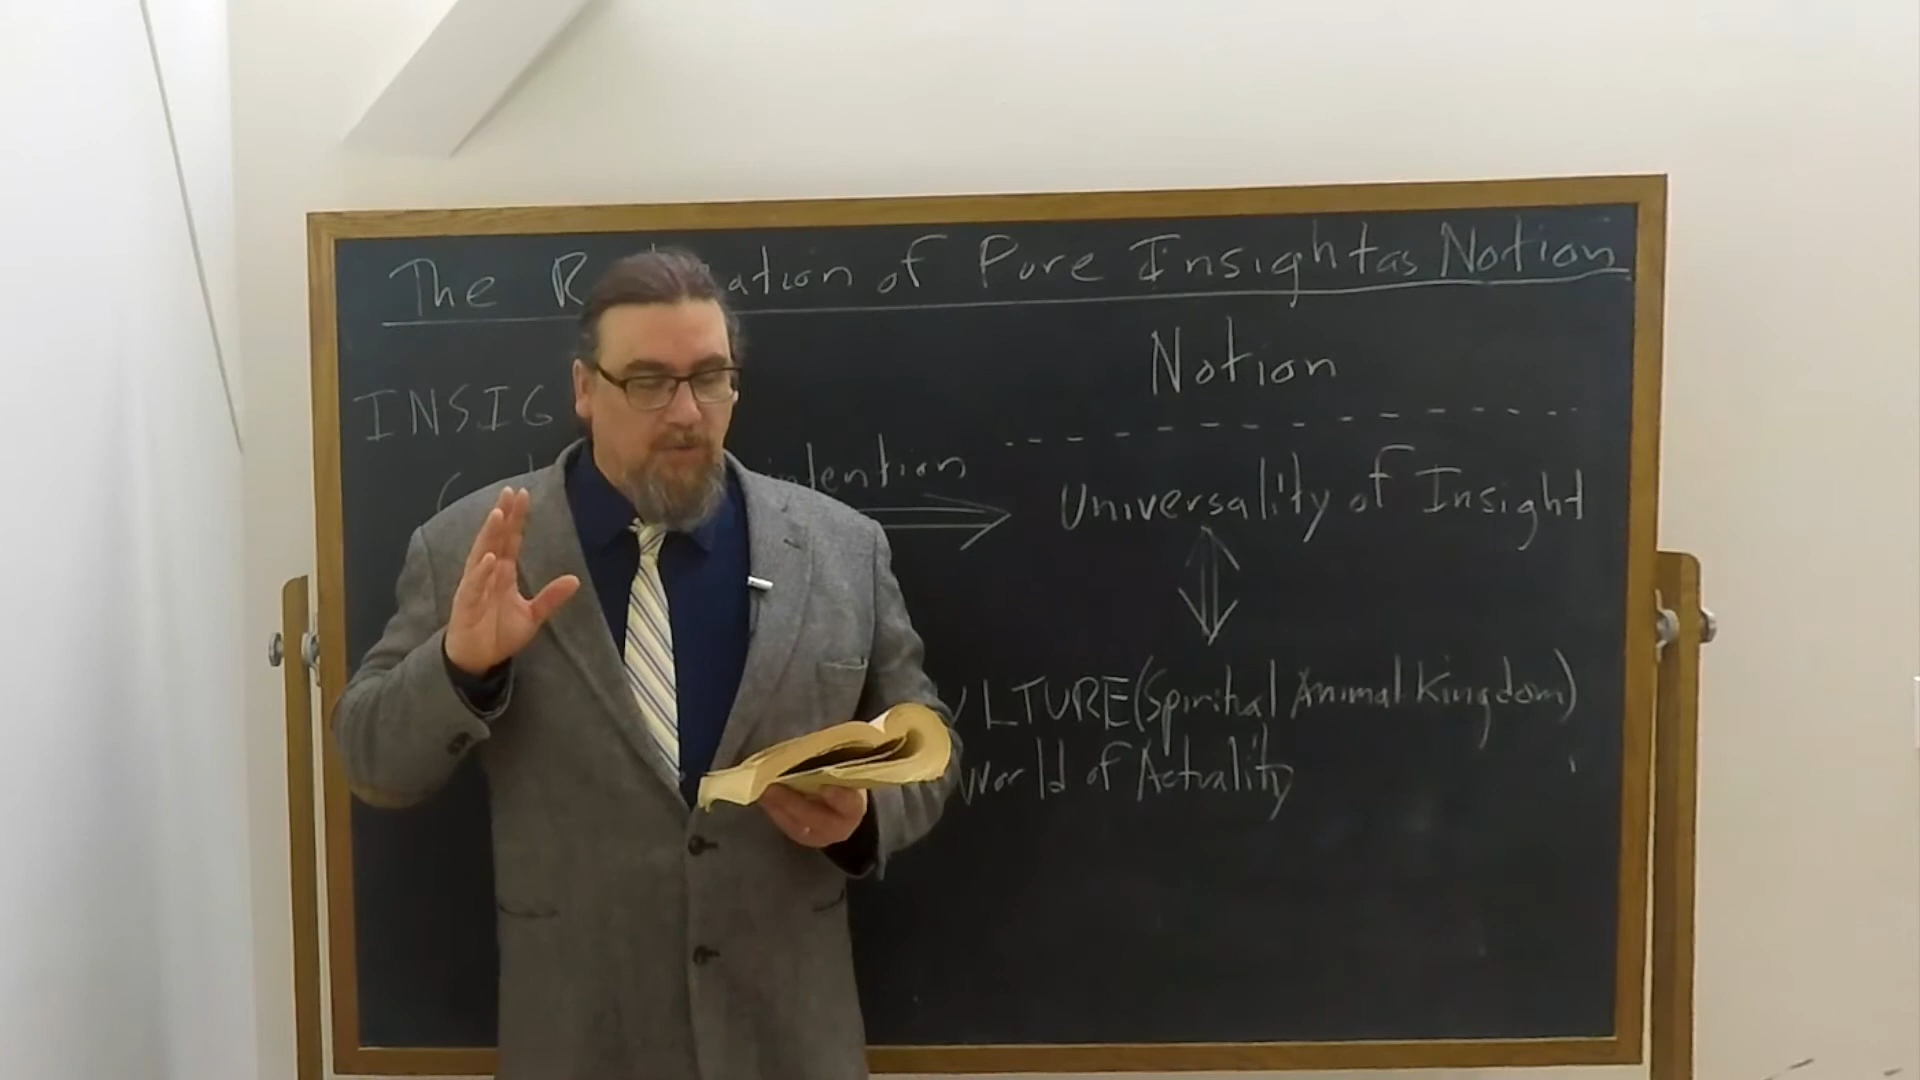 The R ation of Pure Insight as Notion
Notion
INSIG
intention
Universality of Insight
ULTURE (Spiritual Animal Kingdom)
World of Actuality